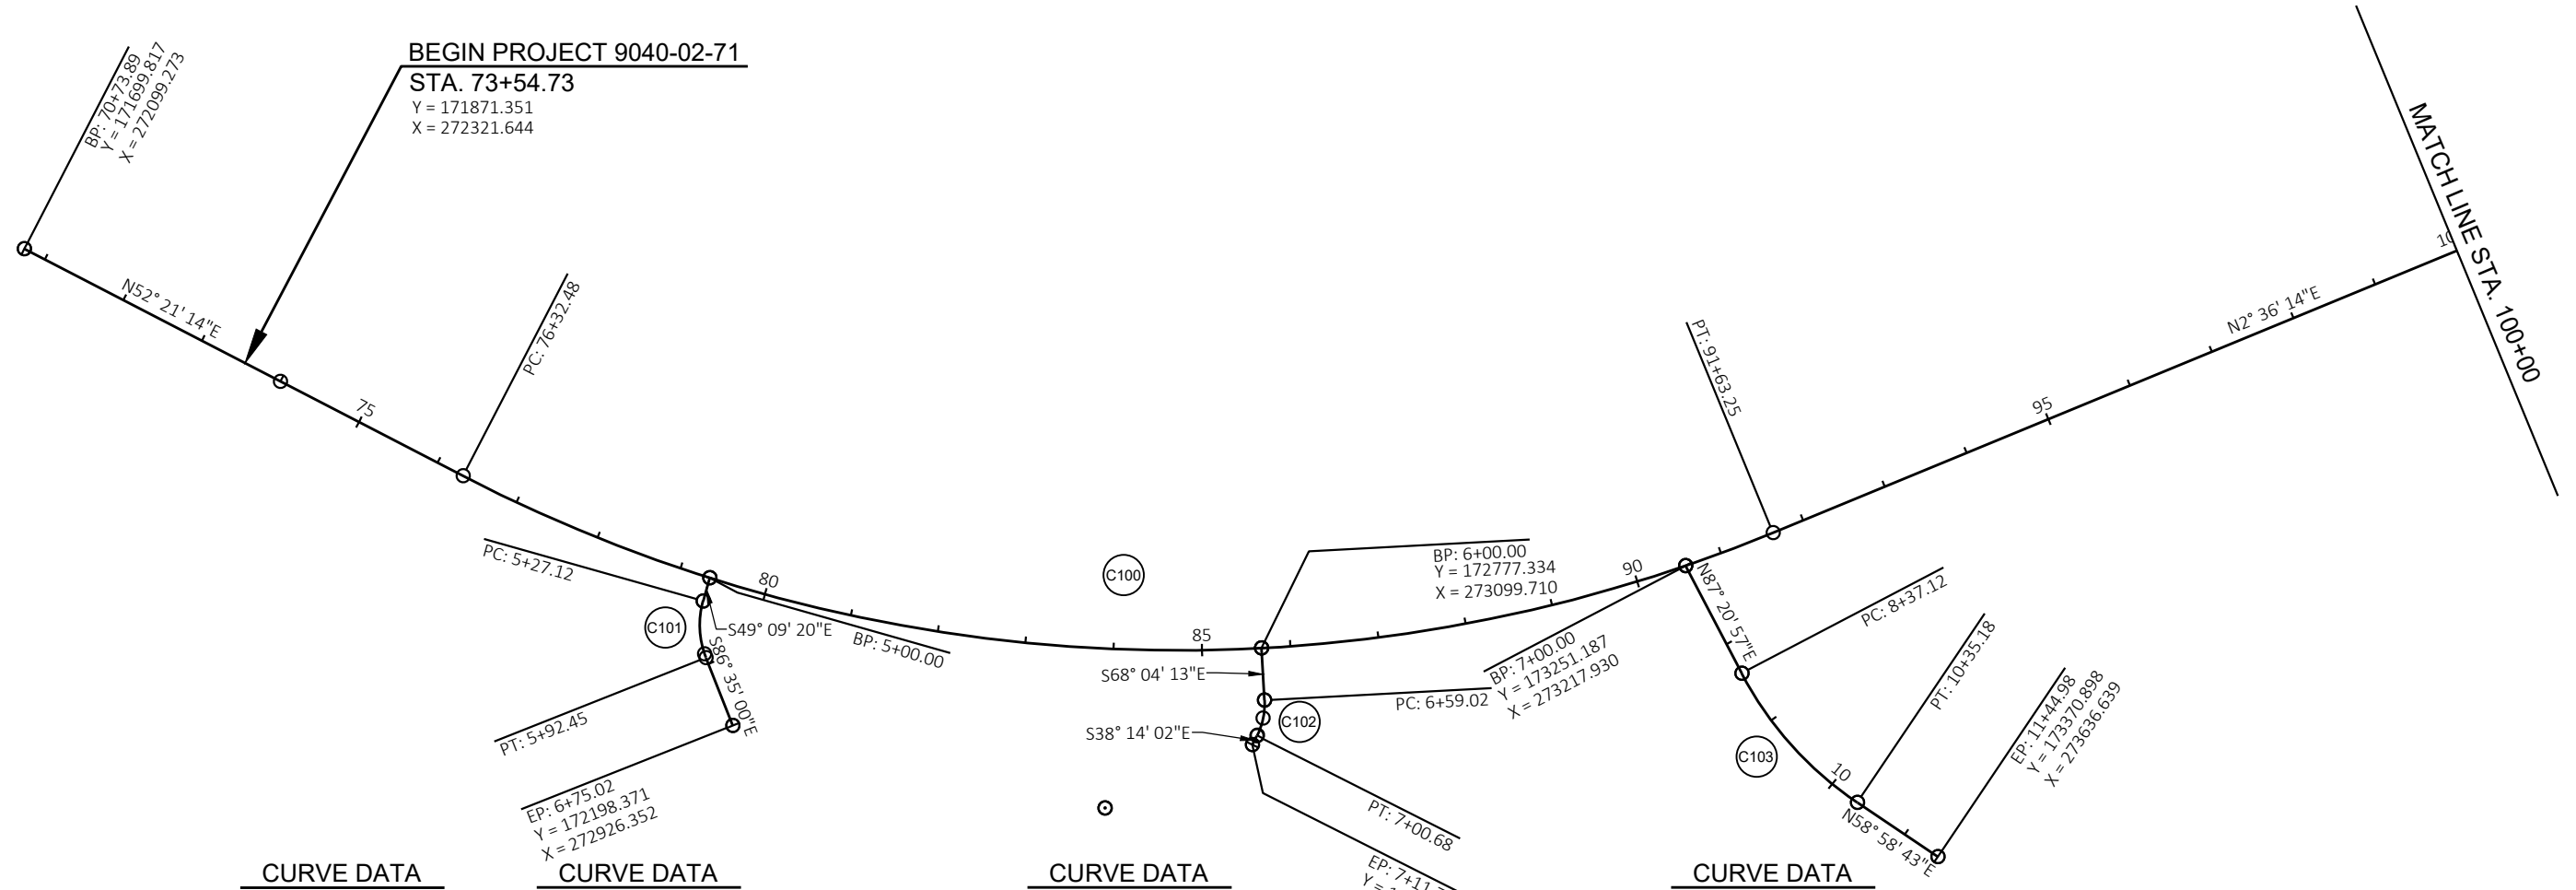 BEGIN PROJECT 9040-02-71
STA. 73+54.73
Y = 171871.351
X = 272321.644
BP: 70+73.89
Y = 171699.817
X = 272099.273
N52° 21' 14"E
75
PC: 76+32.48
PC: 5+27.12
C101
S49° 09' 20"E
S86° 35' 00"E
80
BP: 5+00.00
PT: 5+92.45
EP: 6+75.02
Y = 172198.371
X = 272926.352
C100
85
BP: 6+00.00
Y = 172777.334
X = 273099.710
S68° 04' 13"E
PC: 6+59.02
C102
S38° 14' 02"E
PT: 7+00.68
EP: 7+11.
90
BP: 7+00.00
Y = 173251.187
X = 273217.930
N87° 20' 57"E
PC: 8+37.12
PT: 91+63.25
C103
10
PT: 10+35.18
N58° 58' 43"E
EP: 11+44.98
Y = 173370.898
X = 273636.639
95
N2° 36' 14"E
MATCH LINE STA. 100+00
CURVE DATA
CURVE DATA
CURVE DATA
CURVE DATA